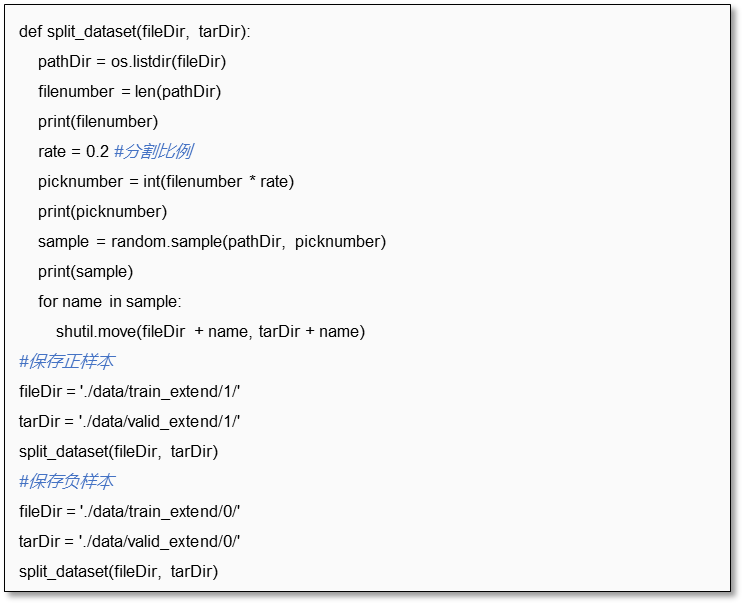 def split_dataset(fileDir, tarDir):
    pathDir = os.listdir(fileDir)
    filenumber = len(pathDir)
    print(filenumber)
    rate = 0.2 #分割比例
    picknumber = int(filenumber * rate)
    print(picknumber)
    sample = random.sample(pathDir, picknumber)
    print(sample)
    for name in sample:
        shutil.move(fileDir + name, tarDir + name)
#保存正样本
fileDir = './data/train_extend/1/'
tarDir = './data/valid_extend/1/'
split_dataset(fileDir, tarDir)
#保存负样本
fileDir = './data/train_extend/0/'
tarDir = './data/valid_extend/0/'
split_dataset(fileDir, tarDir)